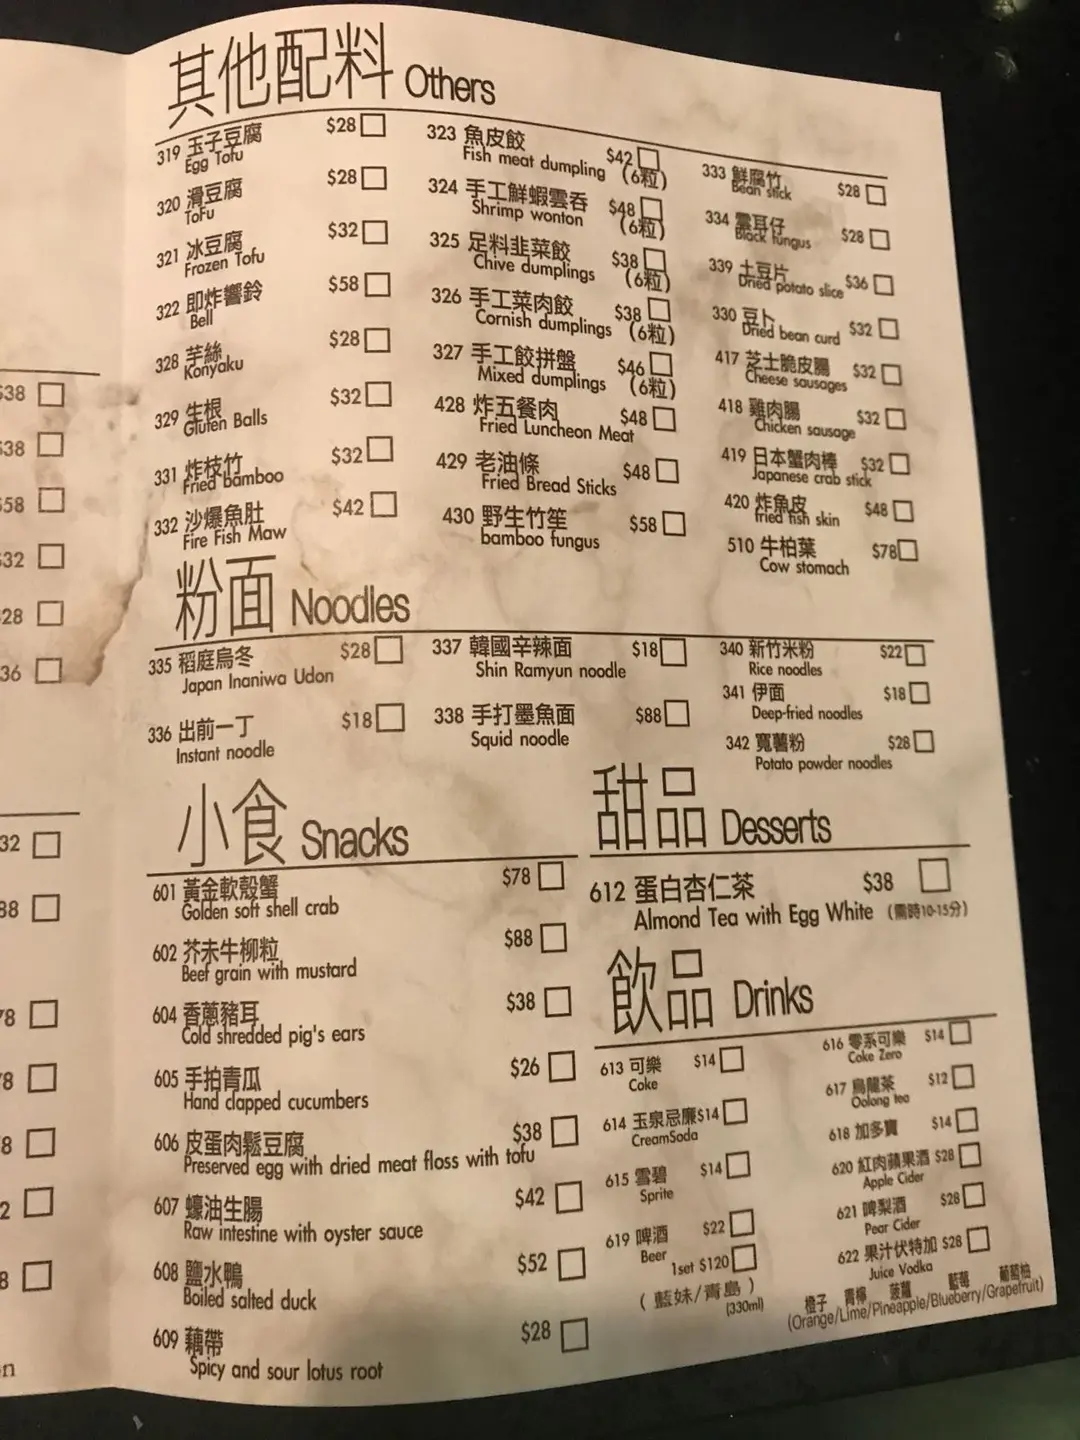 其他配料 Others
319 玉子豆腐 $28
Egg Tofu
320 滑豆腐 $28
ToFu
321 冰豆腐 $32
Frozen Tofu
322 即炸響鈴 $58
Bell
328 芋絲 $28
Konyaku
329 生根 $32
Gluten Balls
331 炸枝竹 $32
Fried bamboo
332 沙爆魚肚 $42
Fire Fish Maw
323 魚皮餃 $42
Fish meat dumpling (6粒)
324 手工鮮蝦雲吞 $48
Shrimp wonton (6粒)
325 足料韭菜餃 $38
Chive dumplings (6粒)
326 手工菜肉餃 $38
Cornish dumplings (6粒)
327 手工餃拼盤 $46
Mixed dumplings (6粒)
428 炸五餐肉 $48
Fried Luncheon Meat
429 老油條 $48
Fried Bread Sticks
430 野生竹笙 $58
bamboo fungus
333 鮮腐竹 $28
Bean stick
334 雲耳仔 $28
Black fungus
339 土豆片 $36
Dried potato slice
330 豆卜 $32
Dried bean curd
417 芝士脆皮腸 $32
Cheese sausages
418 雞肉腸 $32
Chicken sausage
419 日本蟹肉棒 $32
Japanese crab stick
420 炸魚皮 $48
fried fish skin
510 牛柏葉 $78
Cow stomach
粉面 Noodles
335 稻庭烏冬 $28
Japan Inaniwa Udon
336 出前一丁 $18
Instant noodle
337 韓國辛辣面 $18
Shin Ramyun noodle
338 手打墨魚面 $88
Squid noodle
340 新竹米粉 $22
Rice noodles
341 伊面 $18
Deep-fried noodles
342 寬薯粉 $28
Potato powder noodles
小食 Snacks
601 黃金軟殼蟹 $78
Golden soft shell crab
602 芥未牛柳粒 $88
Beef grain with mustard
604 香蔥豬耳 $38
Cold shredded pig's ears
605 手拍青瓜 $26
Hand clapped cucumbers
606 皮蛋肉鬆豆腐 $38
Preserved egg with dried meat floss with tofu
607 蠔油生腸 $42
Raw intestine with oyster sauce
608 鹽水鴨 $52
Boiled salted duck
609 藕帶 $28
Spicy and sour lotus root
甜品 Desserts
612 蛋白杏仁茶 $38
Almond Tea with Egg White (需時10-15分)
飲品 Drinks
613 可樂 $14
Coke
614 玉泉忌廉 $14
CreamSoda
615 雪碧 $14
Sprite
619 啤酒 $22
Beer 1set $120
(藍妹/青島)
(330ml)
616 零系可樂 $14
Coke Zero
617 烏龍茶 $12
Oolong tea
618 加多寶 $14
620 紅肉蘋果酒 $28
Apple Cider
621 啤梨酒 $28
Pear Cider
622 果汁伏特加 $28
Juice Vodka
橙子 青檸 菠蘿 藍莓 葡萄柚
(Orange/Lime/Pineapple/Blueberry/Grapefruit)
$38
$38
$58
$32
$28